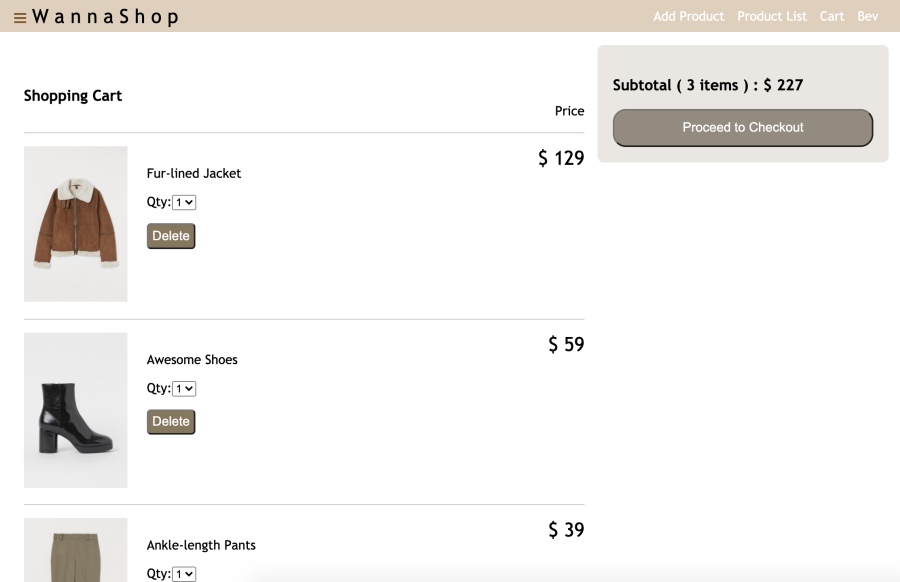 WannaShop
Add Product Product List Cart Bev
Shopping Cart
Price
Subtotal ( 3 items ) : $ 227
Proceed to Checkout
Fur-lined Jacket
$ 129
Qty: 1
Delete
Awesome Shoes
$ 59
Qty: 1
Delete
Ankle-length Pants
$ 39
Qty: 1